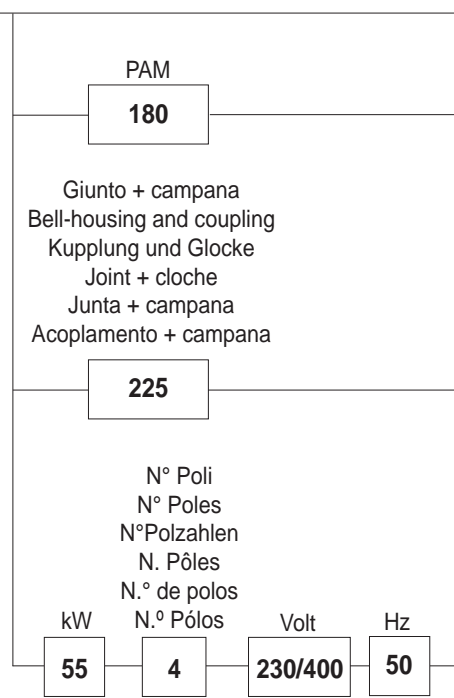 PAM
180
Giunto + campana
Bell-housing and coupling
Kupplung und Glocke
Joint + cloche
Junta + campana
Acoplamento + campana
225
N° Poli
N° Poles
N°Polzahlen
N. Pôles
N.° de polos
kW N.º Pólos Volt Hz
55 4 230/400 50